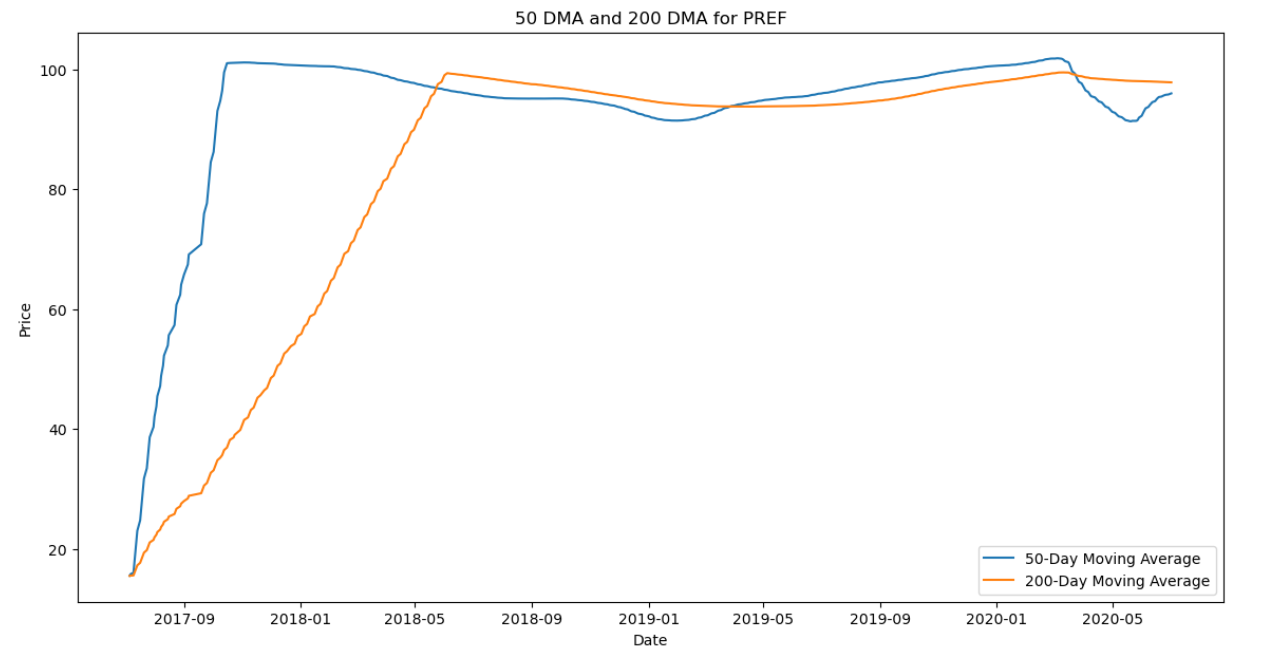 50 DMA and 200 DMA for PREF
100
80
60
40
20
Price
2017-09 2018-01 2018-05 2018-09 2019-01 2019-05 2019-09 2020-01 2020-05
Date
50-Day Moving Average
200-Day Moving Average